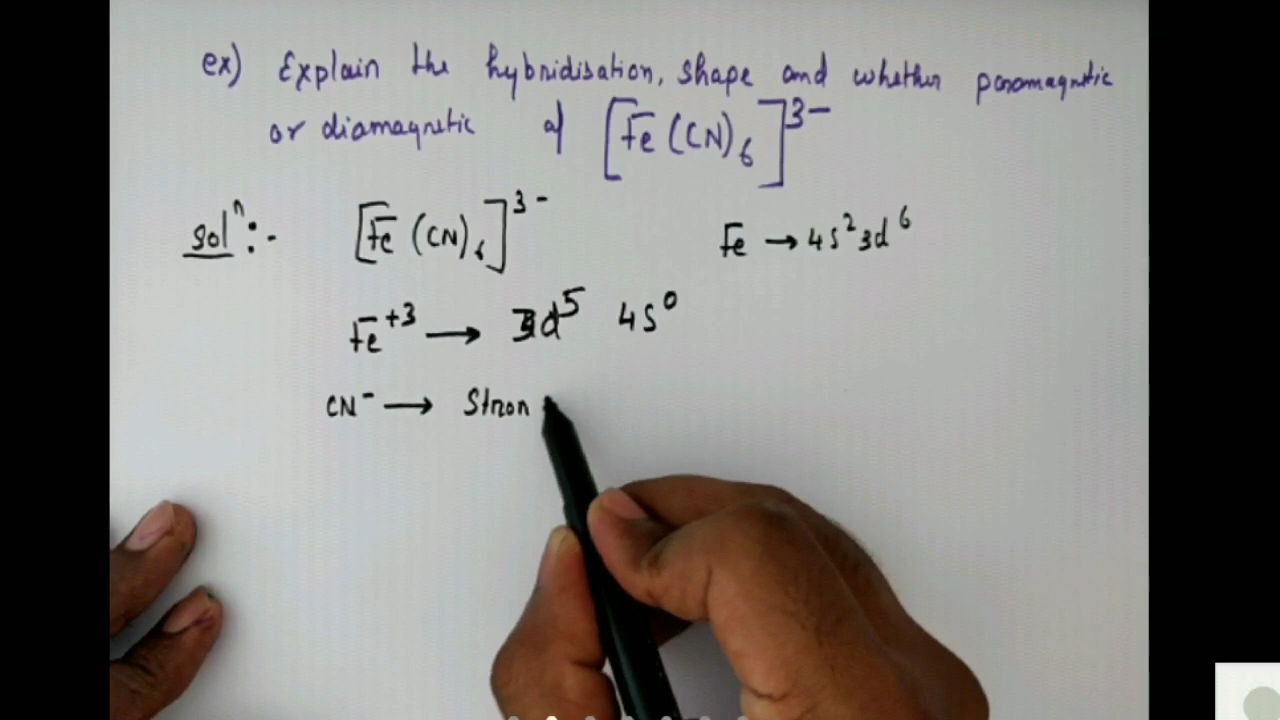 ex) Explain the hybridisation, shape and whether paramagnetic
or diamagnetic of [Fe(CN)6]3-
Soln:- [Fe(CN)6]3- Fe → 4s2 3d6
Fe+3 → 3d5 4s0
CN- → Stron